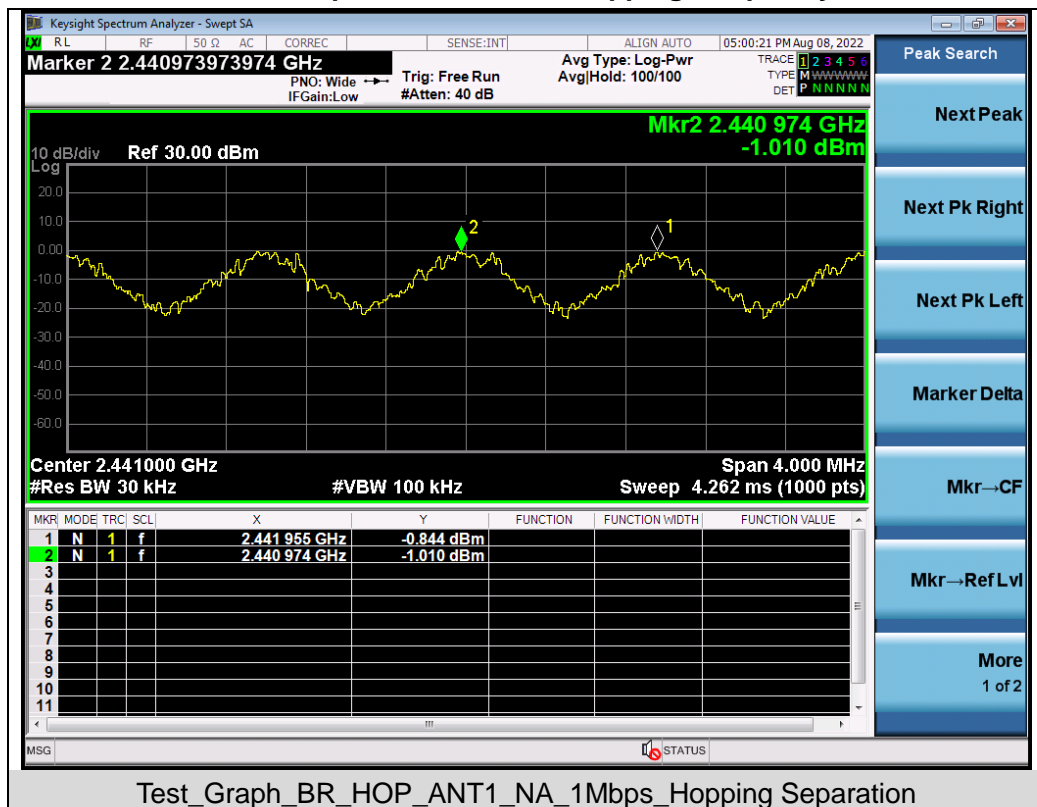 Keysight Spectrum Analyzer - Swept SA
LXI RL RF 50 Ω AC CORREC SENSE:INT ALIGN AUTO 05:00:21 PM Aug 08, 2022
Marker 2 2.440973973974 GHz
PNO: Wide
IFGain:Low
Trig: Free Run
#Atten: 40 dB
Avg Type: Log-Pwr
Avg|Hold: 100/100
TRACE 1 2 3 4 5 6
TYPE M WWWWW
DET P N N N N N
Mkr2 2.440 974 GHz
-1.010 dBm
10 dB/div Ref 30.00 dBm
Log
20.0
10.0
0.00
-10.0
-20.0
-30.0
-40.0
-50.0
-60.0
2
1
Center 2.441000 GHz Span 4.000 MHz
#Res BW 30 kHz #VBW 100 kHz Sweep 4.262 ms (1000 pts)
MKR MODE TRC SCL X Y FUNCTION FUNCTION WIDTH FUNCTION VALUE
1 N 1 f 2.441 955 GHz -0.844 dBm
2 N 1 f 2.440 974 GHz -1.010 dBm
3
4
5
6
7
8
9
10
11
MSG STATUS
Peak Search
Next Peak
Next Pk Right
Next Pk Left
Marker Delta
Mkr→CF
Mkr→Ref Lvl
More
1 of 2
Test_Graph_BR_HOP_ANT1_NA_1Mbps_Hopping Separation